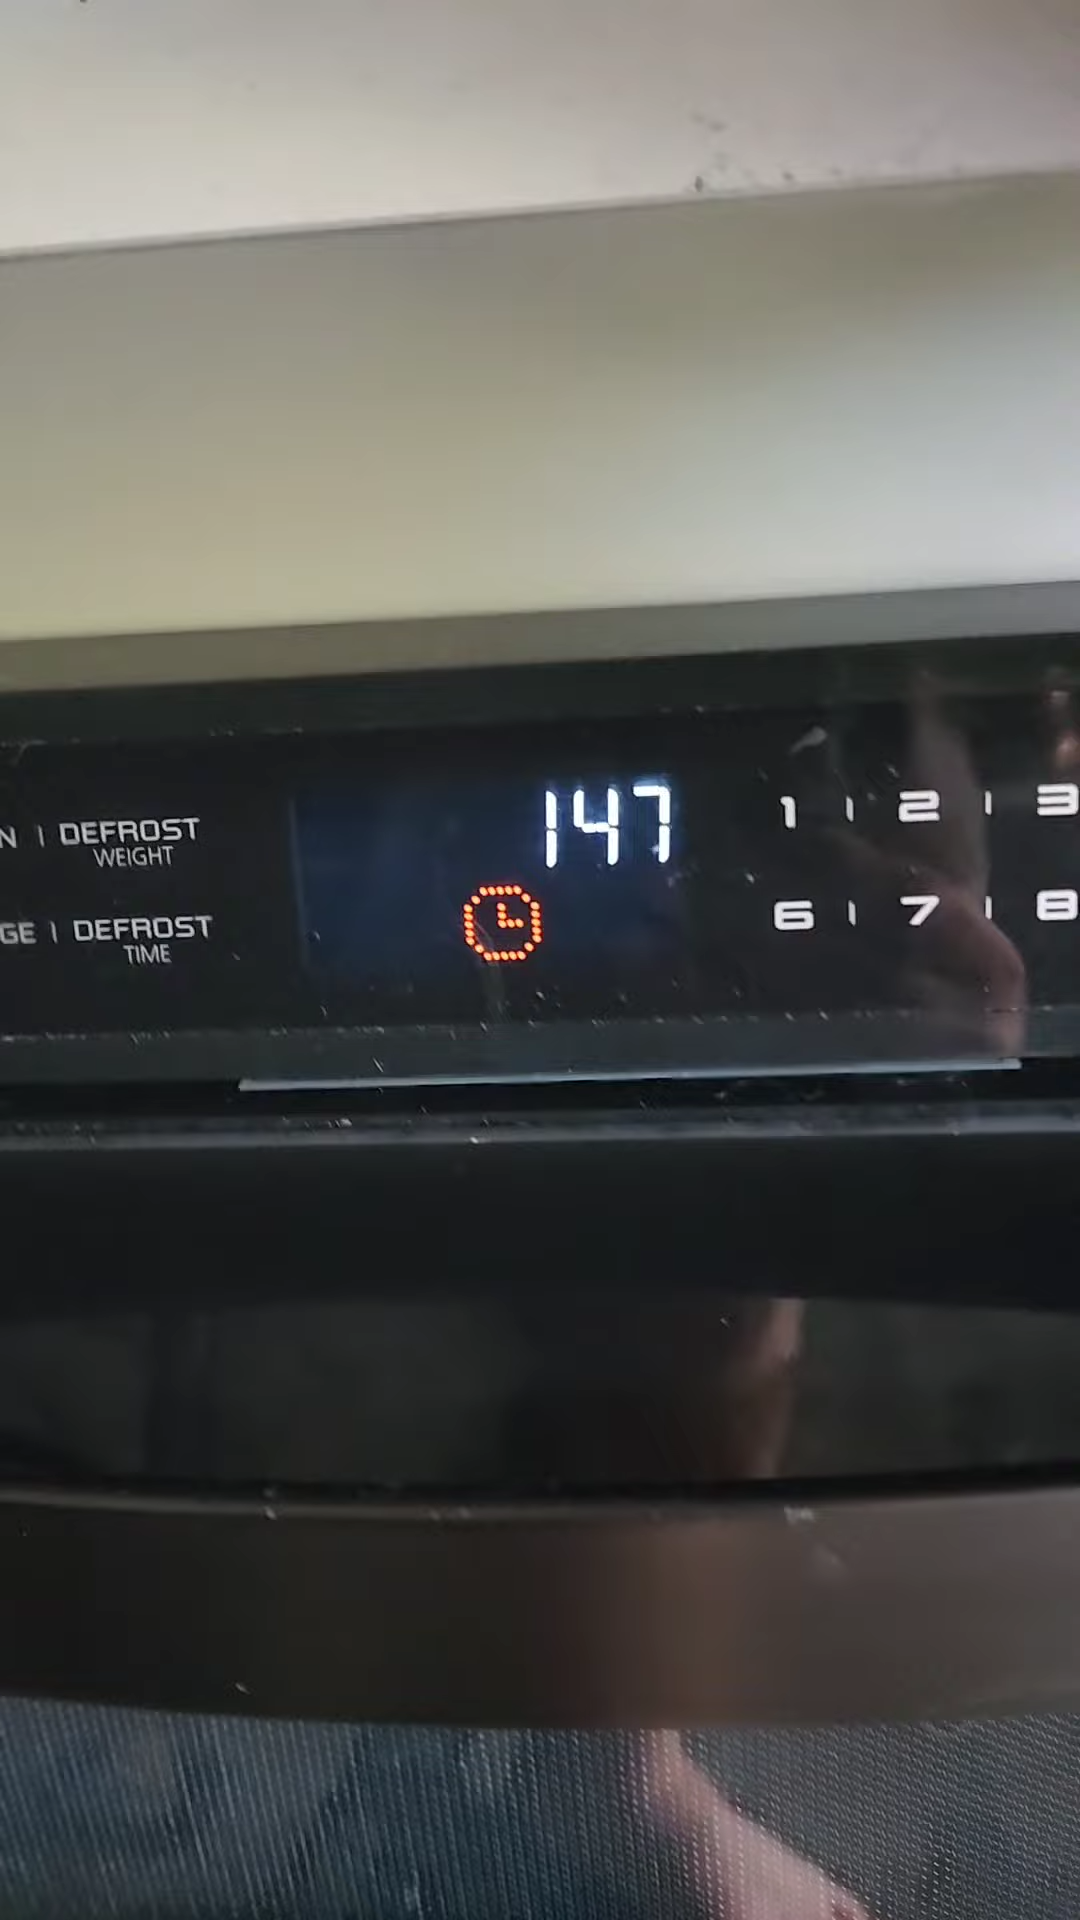 N | DEFROST
WEIGHT
GE | DEFROST
TIME
147
1 | 2 | 3
6 | 7 | 8